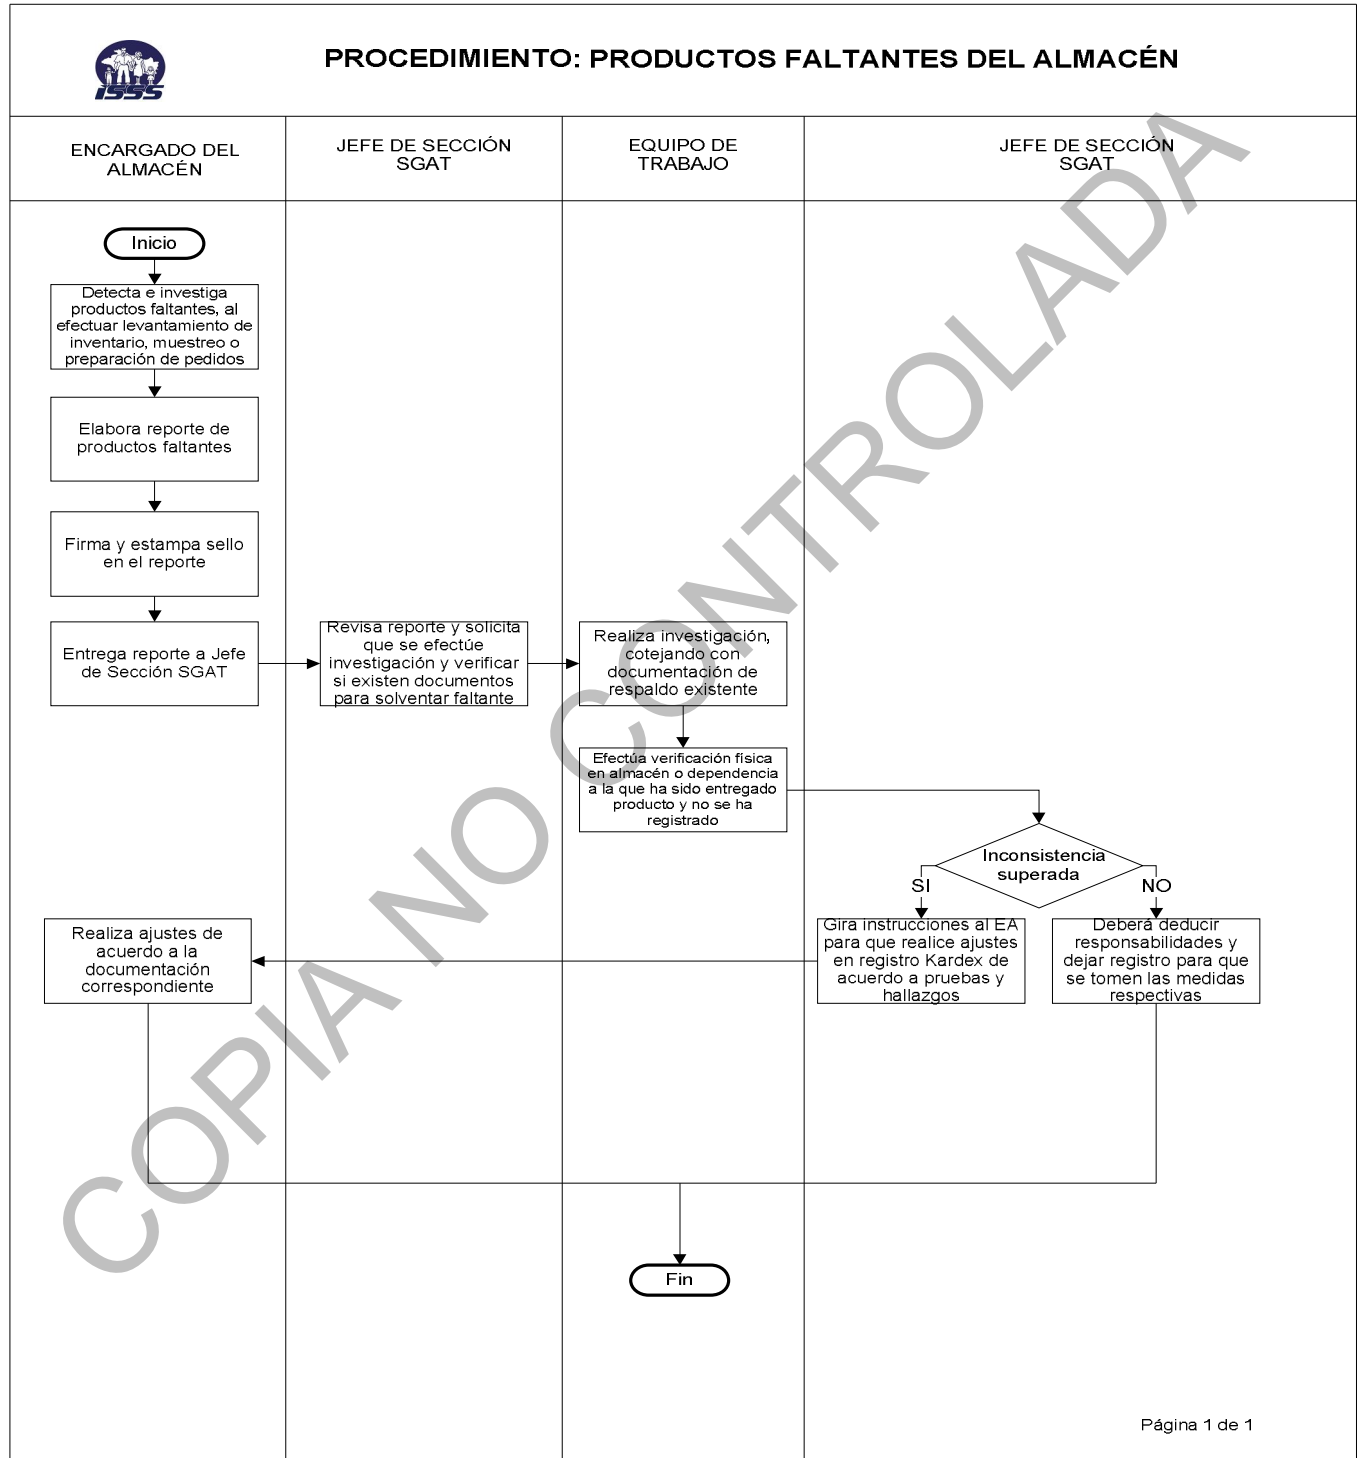 ISSS
PROCEDIMIENTO: PRODUCTOS FALTANTES DEL ALMACÉN
ENCARGADO DEL
ALMACÉN
JEFE DE SECCIÓN
SGAT
EQUIPO DE
TRABAJO
JEFE DE SECCIÓN
SGAT
Inicio
Detecta e investiga
productos faltantes, al
efectuar levantamiento de
inventario, muestreo o
preparación de pedidos
Elabora reporte de
productos faltantes
Firma y estampa sello
en el reporte
Entrega reporte a Jefe
de Sección SGAT
Revisa reporte y solicita
que se efectúe
investigación y verificar
si existen documentos
para solventar faltante
Realiza investigación,
cotejando con
documentación de
respaldo existente
Efectúa verificación física
en almacén o dependencia
a la que ha sido entregado
producto y no se ha
registrado
Inconsistencia
superada
SI
NO
Gira instrucciones al EA
para que realice ajustes
en registro Kardex de
acuerdo a pruebas y
hallazgos
Deberá deducir
responsabilidades y
dejar registro para que
se tomen las medidas
respectivas
Realiza ajustes de
acuerdo a la
documentación
correspondiente
Fin
Página 1 de 1
COPIA NO CONTROLADA